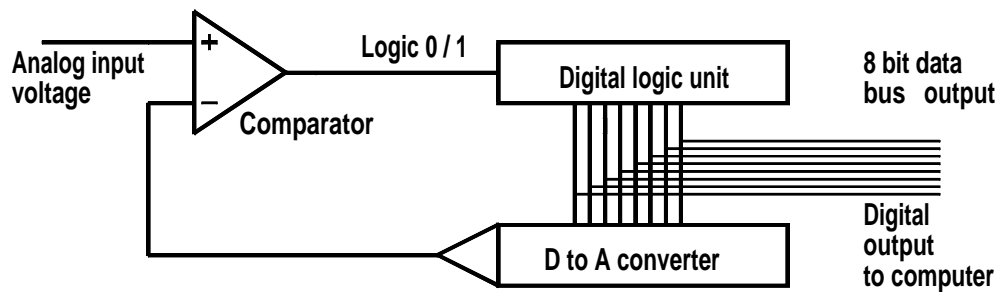 Analog input
voltage
+
−
Comparator
Logic 0 / 1
Digital logic unit
8 bit data
bus output
D to A converter
Digital
output
to computer